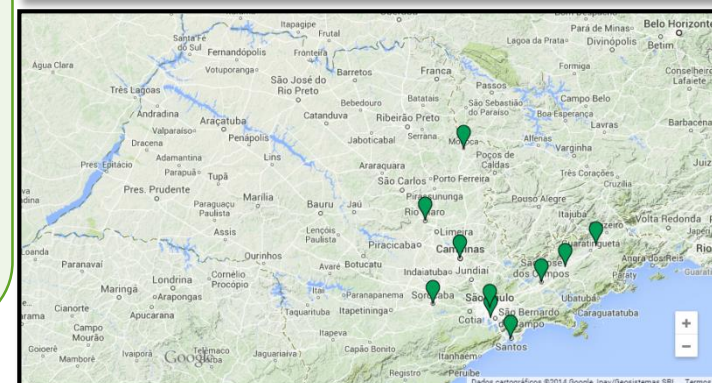 Itapagipe
Frutal
Pará de Minas
Belo Horizont
Santa Fé
do Sul
Fernandópolis
Fronteira
Lagoa da Prata
Divinópolis
Betim
Água Clara
Votuporanga
Barretos
Franca
Formiga
Conselheiro
Lafaiete
São José do
Rio Preto
Passos
Três Lagoas
Bebedouro
Batatais
São Sebastião
do Paraíso
Campo Belo
Andradina
Araçatuba
Catanduva
Ribeirão Preto
Boa Esperança
Valparaíso
Penápolis
Lavras
Barbacena
Dracena
Jaboticabal
Serrana
Alfenas
Varginha
Pres. Epitácio
Adamantina
Lins
Poços de
Caldas
Juiz
Parapuã
Tupã
Araraquara
Três Corações
São Carlos
Porto Ferreira
Cruzília
Pres. Prudente
Marília
Pirassununga
Pouso Alegre
Paraguaçu
Paulista
Bauru
Jaú
Rio Claro
Itajubá
Volta Redonda
Assis
Lençóis
Paulista
Limeira
Guaratinguetá
Piracicaba
Campinas
Rio
Ourinhos
Angra dos Reis
Loanda
Paranavaí
Avaré
Botucatu
Indaiatuba
Jundiaí
São José
dos Campos
Paraty
Londrina
Cornélio
Procópio
Maringá
Arapongas
Itaí
Paranapanema
Sorocaba
São Paulo
Ubatuba
Cianorte
Apucarana
Taquarituba
Itapetininga
Cotia
São Bernardo
do Campo
Caraguatatuba
Campo
Mourão
Itapeva
Santos
Goioerê
Mamborê
Ivaiporã
Google
Telêmaco
Borba
Jaguariaíva
Capão Bonito
Itanhaém
Registro
Peruíbe
+
−
Dados cartográficos ©2014 Google, Inav/Geosistemas SRL
Termos